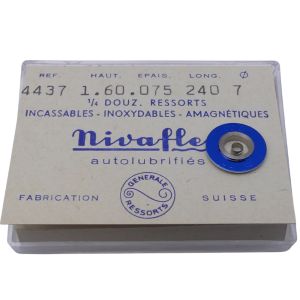 REF. HAUT. EPAIS. LONG. Ø
4437 1.60.075 240 7
¼ DOUZ. RESSORTS
INCASSABLES - INOXYDABLES - AMAGNÉTIQUES
Nivafle
autolubrifiés
GENERALE
RESSORTS
FABRICATION SUISSE